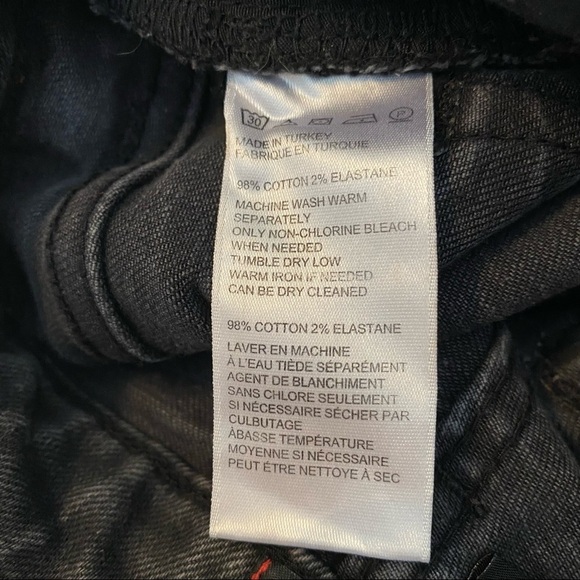 30 P
MADE IN TURKEY
FABRIQUE EN TURQUIE
98% COTTON 2% ELASTANE
MACHINE WASH WARM
SEPARATELY
ONLY NON-CHLORINE BLEACH
WHEN NEEDED
TUMBLE DRY LOW
WARM IRON IF NEEDED
CAN BE DRY CLEANED
98% COTTON 2% ELASTANE
LAVER EN MACHINE
À L'EAU TIÈDE SÉPARÉMENT
AGENT DE BLANCHIMENT
SANS CHLORE SEULEMENT
SI NÉCESSAIRE SÉCHER PAR
CULBUTAGE
ÀBASSE TEMPÉRATURE
MOYENNE SI NÉCESSAIRE
PEUT ÉTRE NETTOYE À SEC